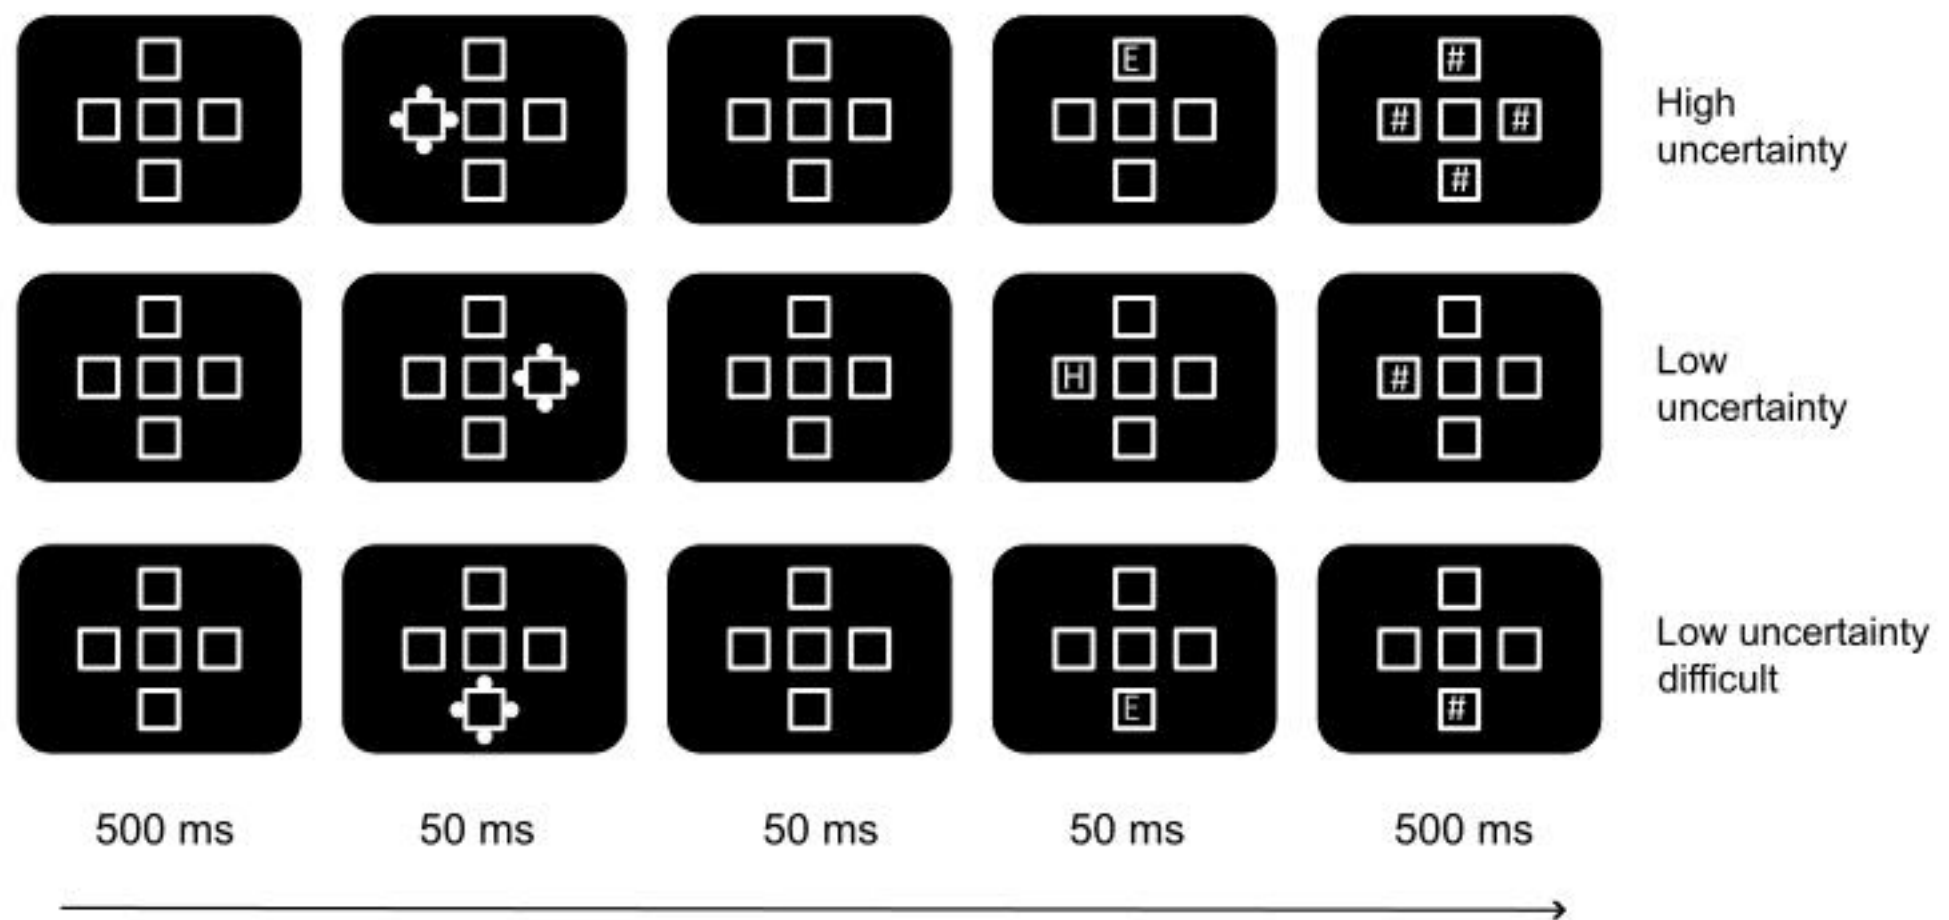 E
#
# #
#
High
uncertainty
H
#
Low
uncertainty
E
#
Low uncertainty
difficult
500 ms 50 ms 50 ms 50 ms 500 ms